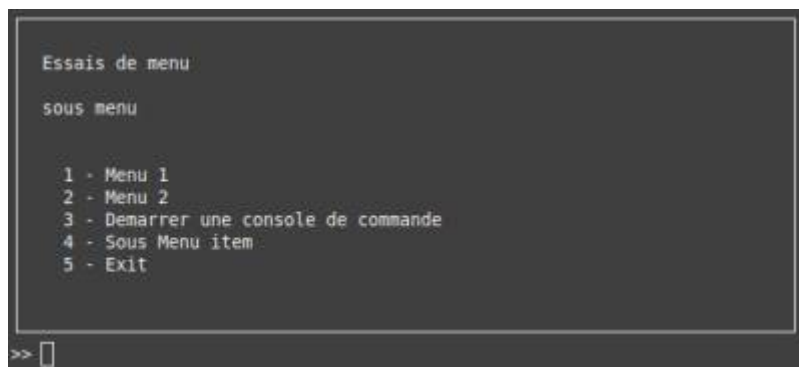 Essais de menu
sous menu
1 - Menu 1
2 - Menu 2
3 - Demarrer une console de commande
4 - Sous Menu item
5 - Exit
>>